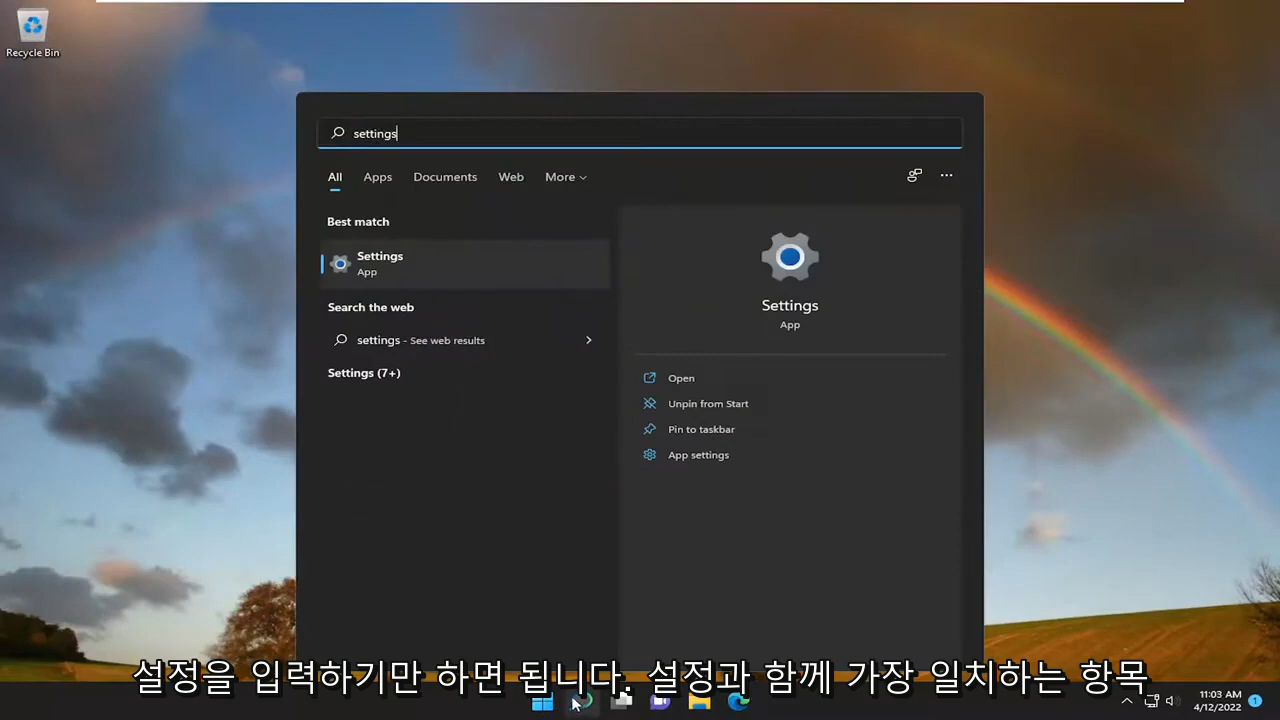 Recycle Bin
settings
All Apps Documents Web More
Best match
Settings
App
Search the web
settings - See web results
Settings (7+)
Settings
App
Open
Unpin from Start
Pin to taskbar
App settings
설정을 입력하기만 하면 됩니다. 설정과 함께 가장 일치하는 항목
11:03 AM
4/12/2022
1